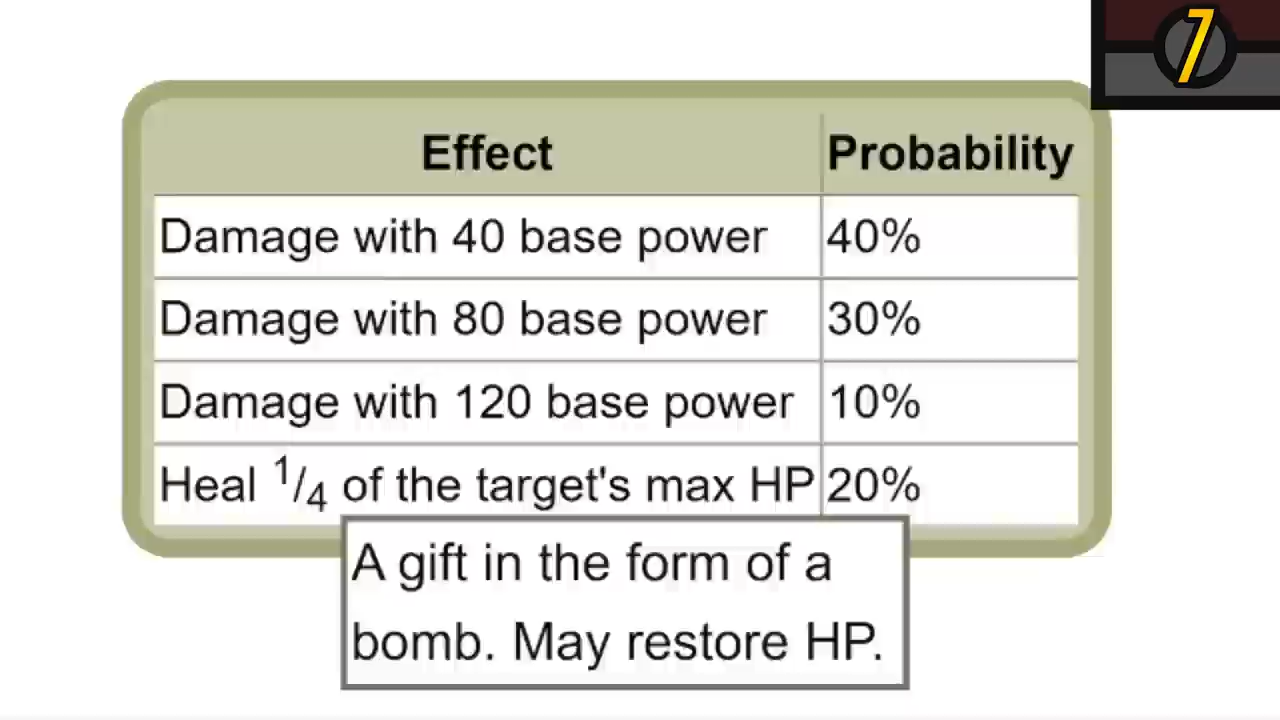 7
Effect Probability
Damage with 40 base power 40%
Damage with 80 base power 30%
Damage with 120 base power 10%
Heal 1/4 of the target's max HP 20%
A gift in the form of a
bomb. May restore HP.